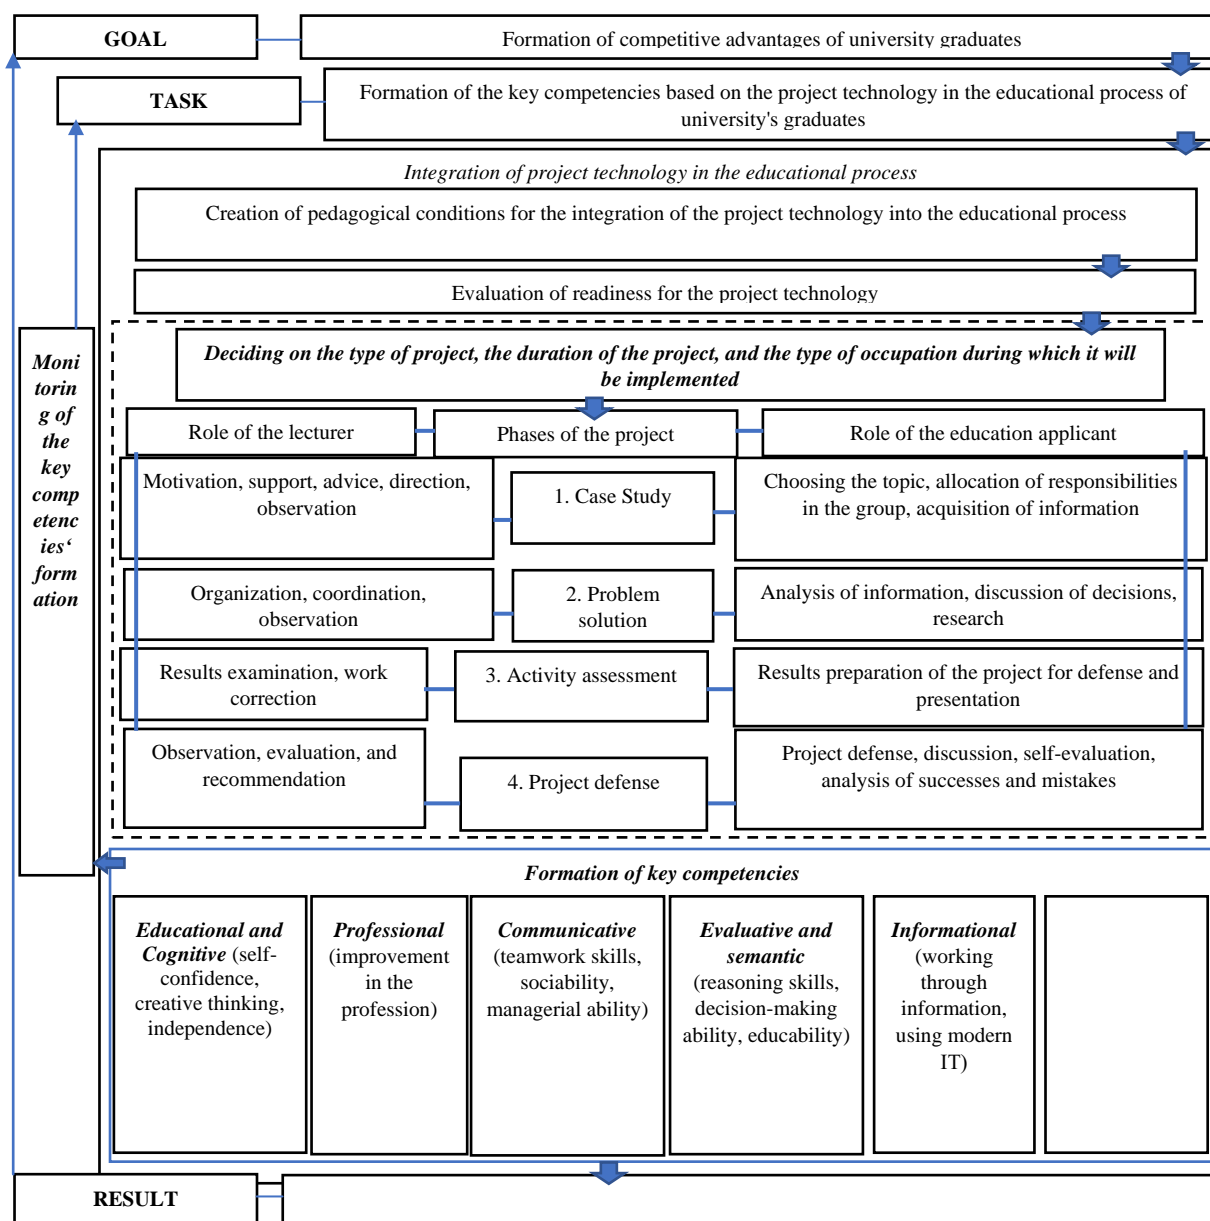 GOAL
Formation of competitive advantages of university graduates
TASK
Formation of the key competencies based on the project technology in the educational process of
university's graduates
Integration of project technology in the educational process
Creation of pedagogical conditions for the integration of the project technology into the educational process
Evaluation of readiness for the project technology
Deciding on the type of project, the duration of the project, and the type of occupation during which it will
be implemented
Moni
torin
g of
the
key
comp
etenc
ies‘
form
ation
Role of the lecturer
Phases of the project
Role of the education applicant
Motivation, support, advice, direction,
observation
1. Case Study
Choosing the topic, allocation of responsibilities
in the group, acquisition of information
Organization, coordination,
observation
2. Problem
solution
Analysis of information, discussion of decisions,
research
Results examination, work
correction
3. Activity assessment
Results preparation of the project for defense and
presentation
Observation, evaluation, and
recommendation
4. Project defense
Project defense, discussion, self-evaluation,
analysis of successes and mistakes
Formation of key competencies
Educational and
Cognitive (self-
confidence,
creative thinking,
independence)
Professional
(improvement
in the
profession)
Communicative
(teamwork skills,
sociability,
managerial ability)
Evaluative and
semantic
(reasoning skills,
decision-making
ability, educability)
Informational
(working
through
information,
using modern
IT)
RESULT